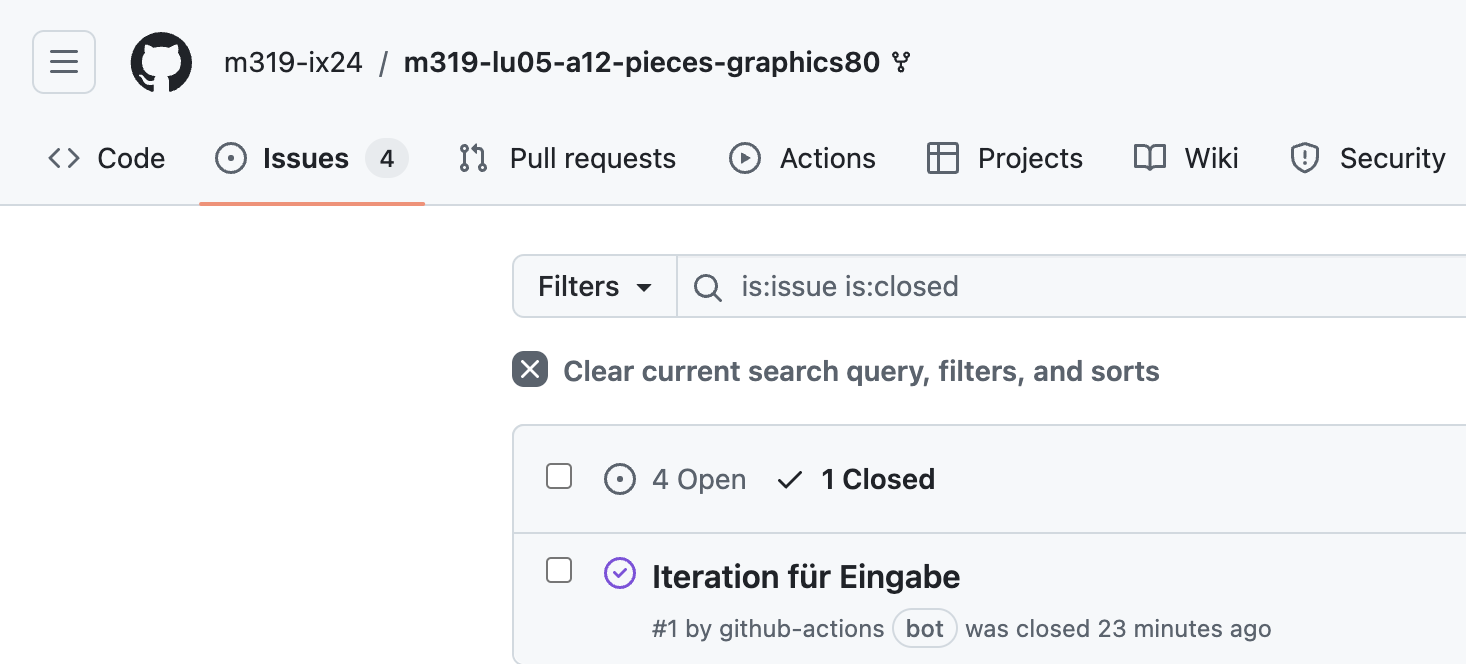 m319-ix24 / m319-lu05-a12-pieces-graphics80
Code Issues 4 Pull requests Actions Projects Wiki Security
Filters is:issue is:closed
Clear current search query, filters, and sorts
4 Open 1 Closed
Iteration für Eingabe
#1 by github-actions bot was closed 23 minutes ago